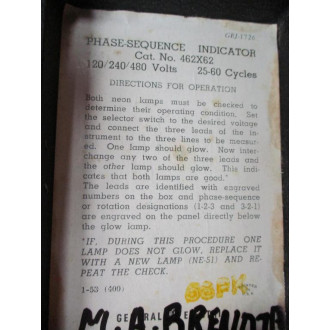 GEJ-1735
PHASE-SEQUENCE INDICATOR
Cat. No. 462X62
120/240/480 Volts 25-60 Cycles
DIRECTIONS FOR OPERATION
Both neon lamps must be checked to
determine their operating condition. Set
the selector switch to the desired voltage
and connect the three leads of the in-
strument to the three lines to be measur-
ed. One lamp should glow. Now inter-
change any two of the three leads and
the other lamp should glow. This indi-
cates that both lamps are good.*
The leads are identified with engraved
numbers on the box and phase-sequence
or rotation designations (1-2-3 and 3-2-1)
are engraved on the panel directly below
the glow lamp.
*IF, DURING THIS PROCEDURE ONE
LAMP DOES NOT GLOW, REPLACE IT
WITH A NEW LAMP (NE-51) AND RE-
PEAT THE CHECK.
1-53 (400)
GENERAL
M.A.